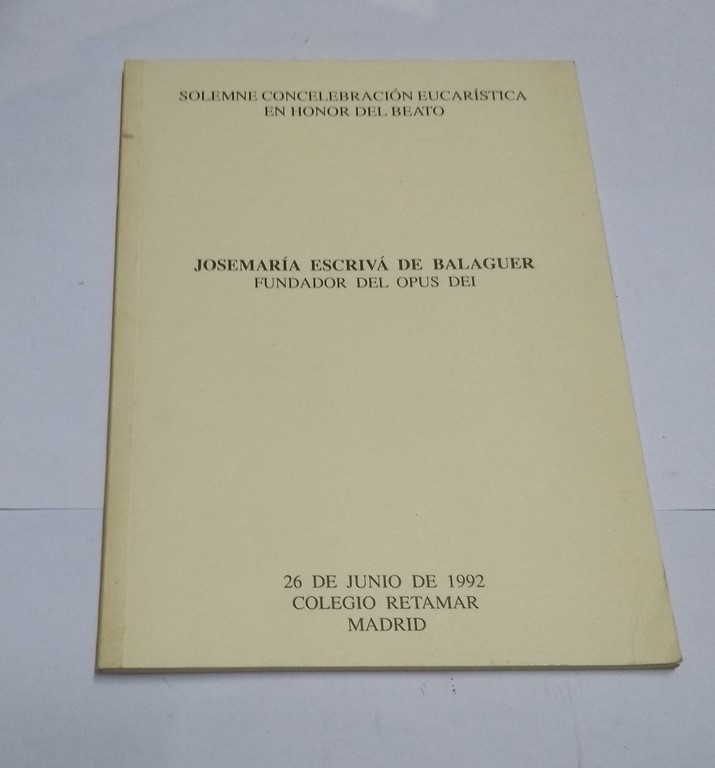 SOLEMNE CONCELEBRACIÓN EUCARÍSTICA
EN HONOR DEL BEATO
JOSEMARÍA ESCRIVÁ DE BALAGUER
FUNDADOR DEL OPUS DEI
26 DE JUNIO DE 1992
COLEGIO RETAMAR
MADRID